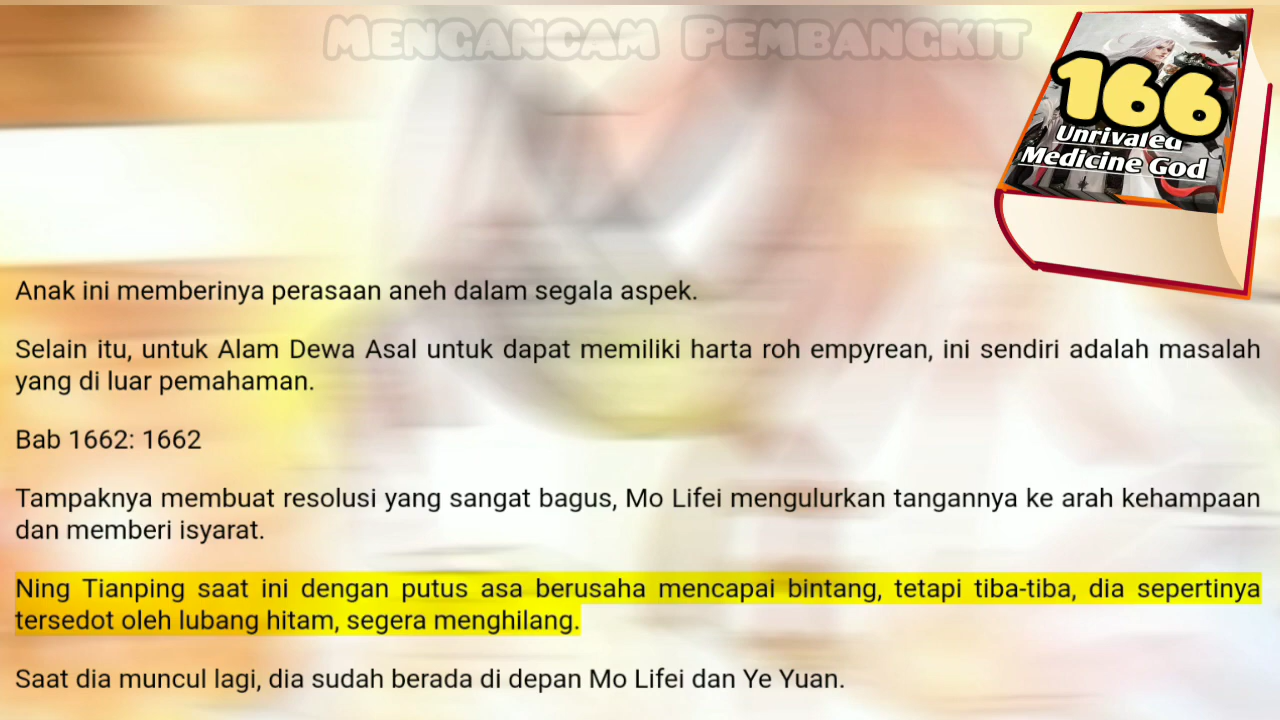 Mengancam Pembangkit
166
Unrivaled
Medicine God
Anak ini memberinya perasaan aneh dalam segala aspek.
Selain itu, untuk Alam Dewa Asal untuk dapat memiliki harta roh empyrean, ini sendiri adalah masalah
yang di luar pemahaman.
Bab 1662: 1662
Tampaknya membuat resolusi yang sangat bagus, Mo Lifei mengulurkan tangannya ke arah kehampaan
dan memberi isyarat.
Ning Tianping saat ini dengan putus asa berusaha mencapai bintang, tetapi tiba-tiba, dia sepertinya
tersedot oleh lubang hitam, segera menghilang.
Saat dia muncul lagi, dia sudah berada di depan Mo Lifei dan Ye Yuan.